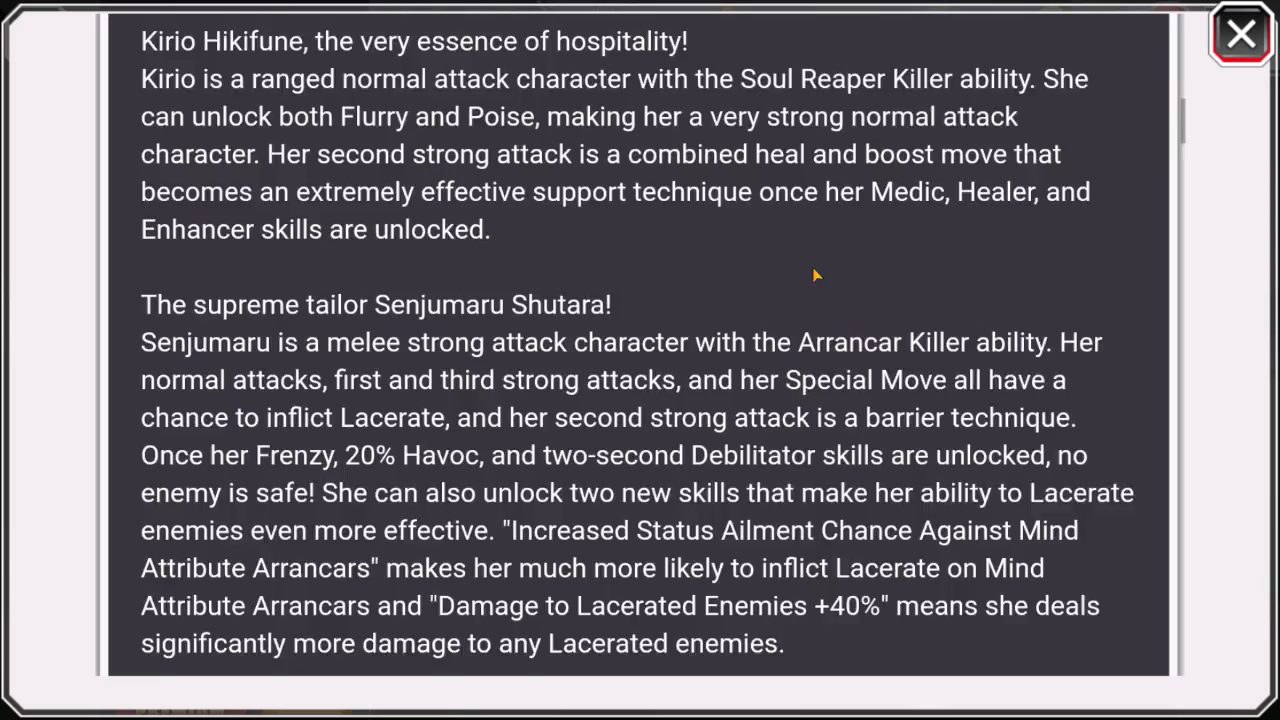 Kirio Hikifune, the very essence of hospitality!
Kirio is a ranged normal attack character with the Soul Reaper Killer ability. She
can unlock both Flurry and Poise, making her a very strong normal attack
character. Her second strong attack is a combined heal and boost move that
becomes an extremely effective support technique once her Medic, Healer, and
Enhancer skills are unlocked.
The supreme tailor Senjumaru Shutara!
Senjumaru is a melee strong attack character with the Arrancar Killer ability. Her
normal attacks, first and third strong attacks, and her Special Move all have a
chance to inflict Lacerate, and her second strong attack is a barrier technique.
Once her Frenzy, 20% Havoc, and two-second Debilitator skills are unlocked, no
enemy is safe! She can also unlock two new skills that make her ability to Lacerate
enemies even more effective. "Increased Status Ailment Chance Against Mind
Attribute Arrancars" makes her much more likely to inflict Lacerate on Mind
Attribute Arrancars and "Damage to Lacerated Enemies +40%" means she deals
significantly more damage to any Lacerated enemies.